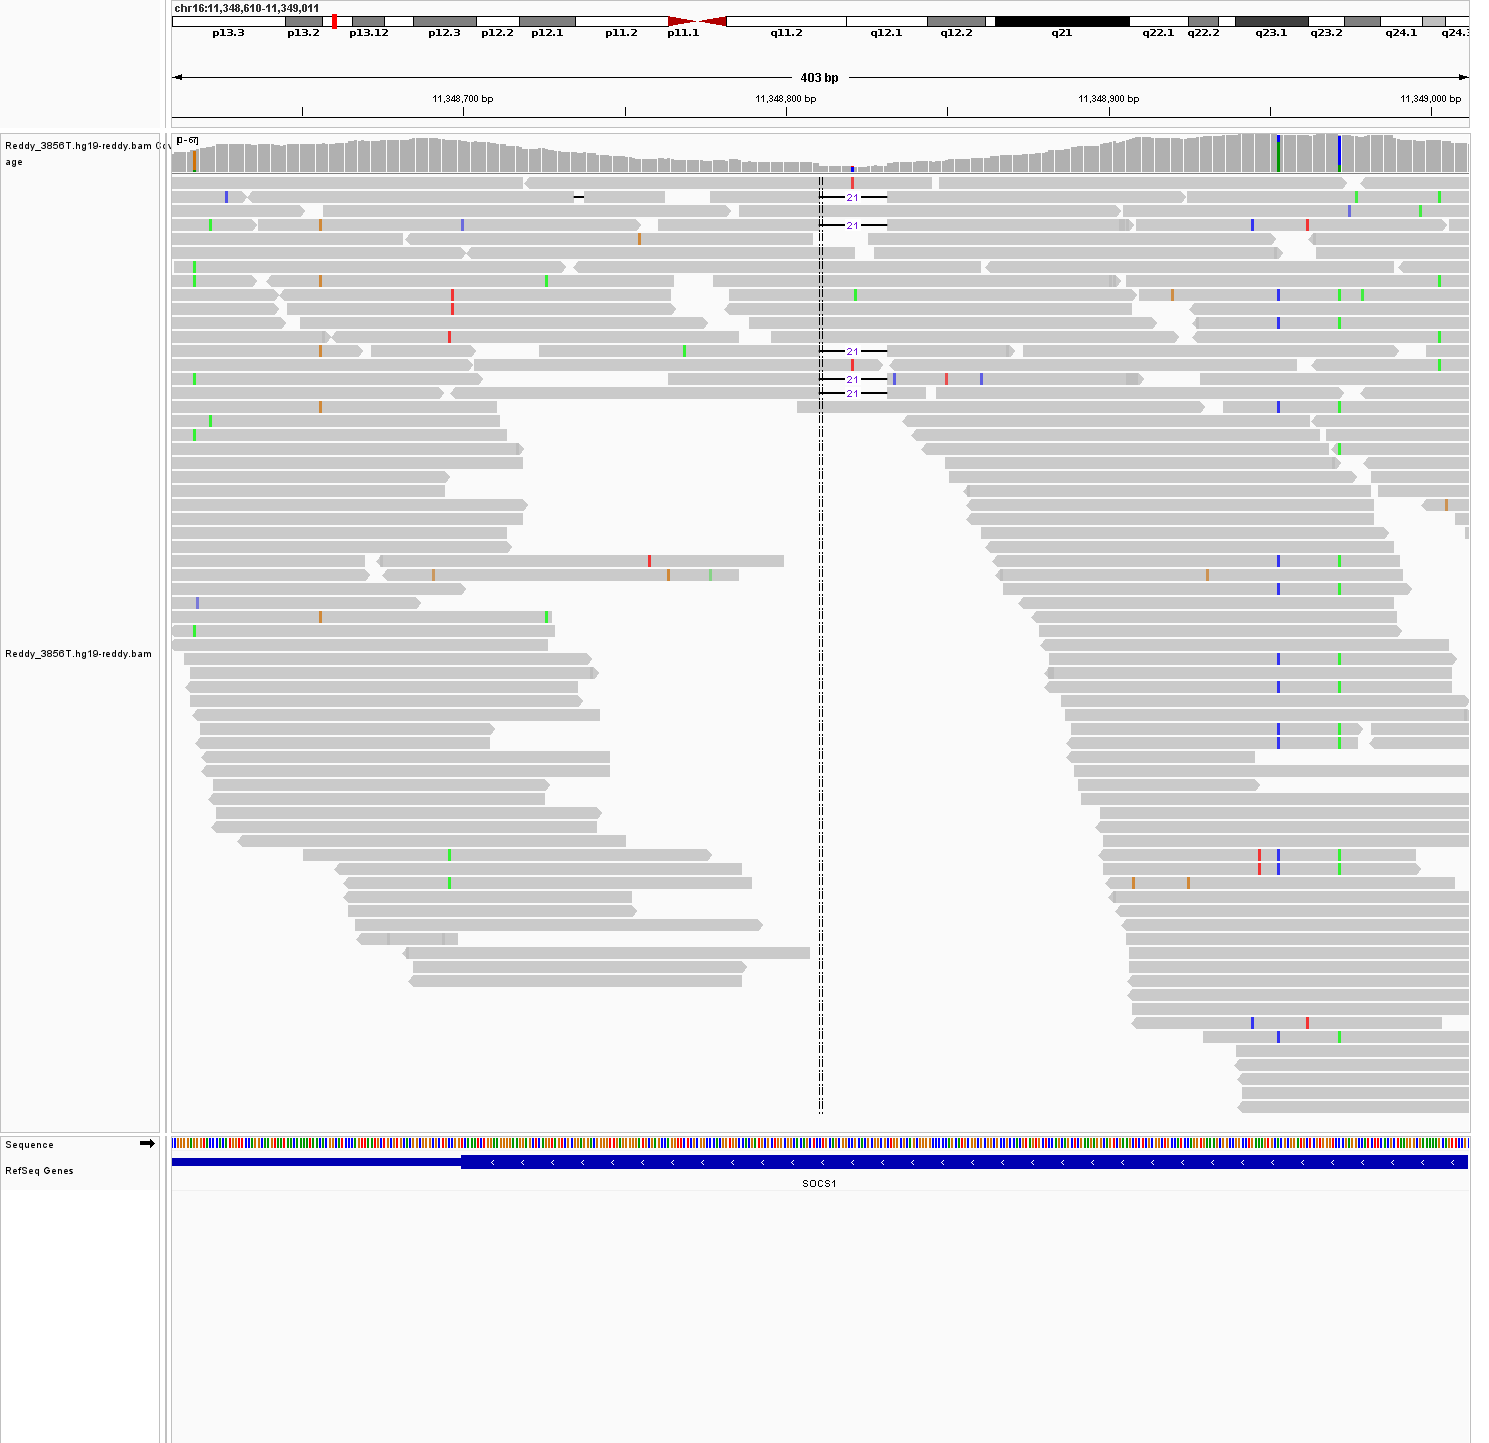 chr16:11,348,610-11,349,011
p13.3 p13.2 p13.12 p12.3 p12.2 p12.1 p11.2 p11.1 q11.2 q12.1 q12.2 q21 q22.1 q22.2 q23.1 q23.2 q24.1 q24.3
403 bp
11,348,700 bp 11,348,800 bp 11,348,900 bp 11,349,000 bp
Reddy_3856T.hg19-reddy.bam Cov
age
[0 - 67]
21
21
21
21
21
Reddy_3856T.hg19-reddy.bam
Sequence
RefSeq Genes
SOCS1